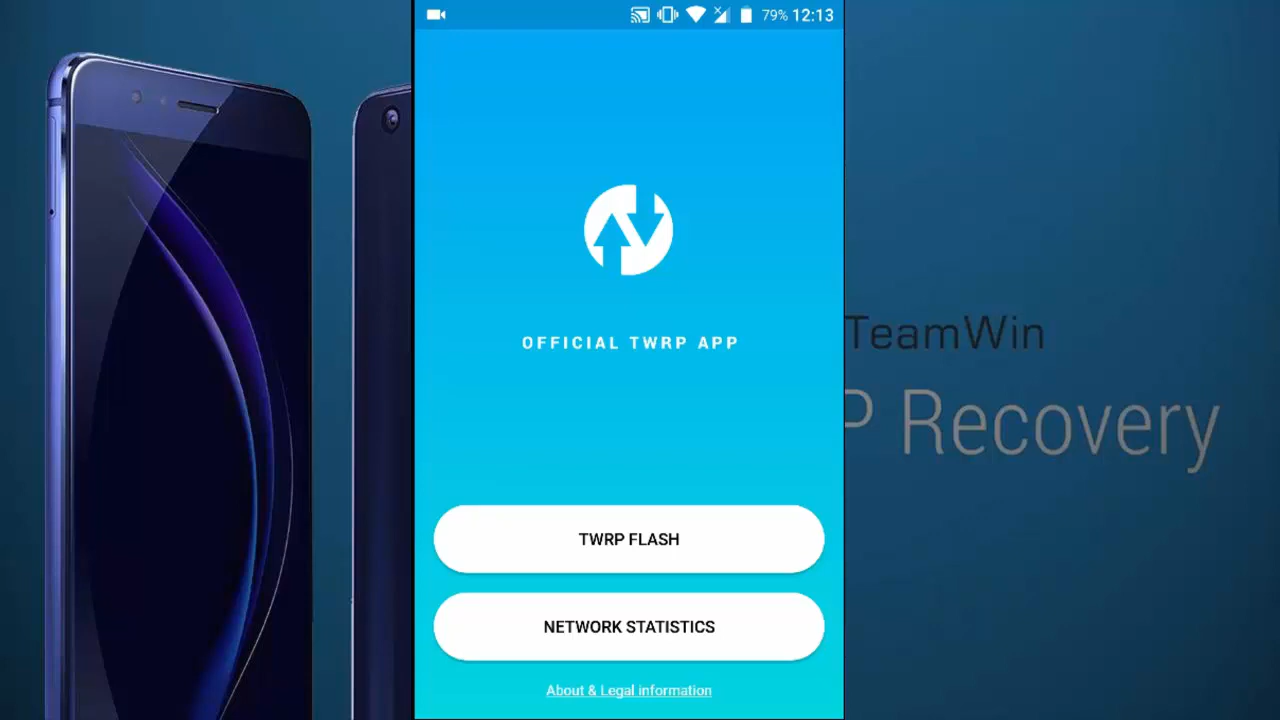 79% 12:13
OFFICIAL TWRP APP
TWRP FLASH
NETWORK STATISTICS
About & Legal information
TeamWin
P Recovery